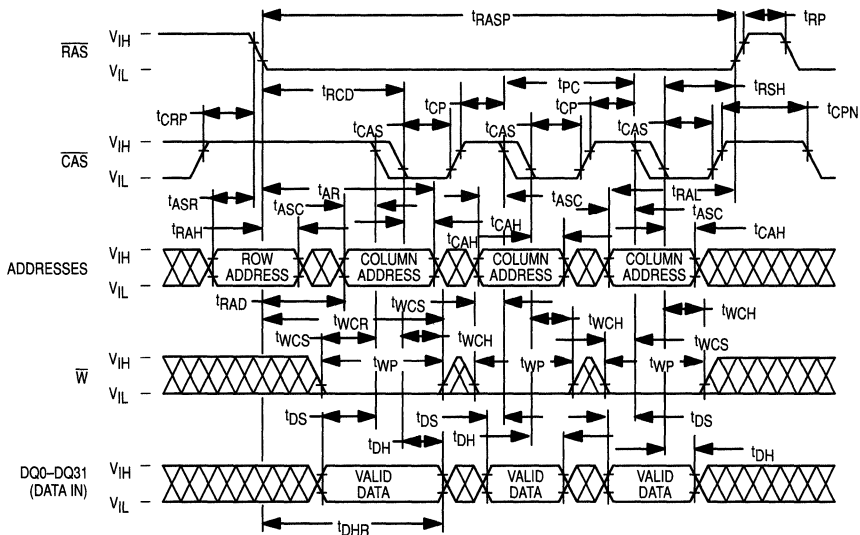 tRASP
tRP
RAS
VIH
VIL
tRCD
tPC
tRSH
tCRP
tCP
tCP
tCPN
tCAS
tCAS
tCAS
CAS
VIH
VIL
tASR
tAR
tASC
tASC
tRAL
tASC
tRAH
tCAH
tCAH
tCAH
ADDRESSES
VIH
VIL
ROW
ADDRESS
COLUMN
ADDRESS
COLUMN
ADDRESS
COLUMN
ADDRESS
tRAD
tWCS
tWCR
tWCH
tWCH
tWCH
tWCS
tWCS
W
VIH
VIL
tWP
tWP
tWP
tDS
tDS
tDS
tDH
tDH
tDH
DQ0–DQ31
(DATA IN)
VIH
VIL
VALID
DATA
VALID
DATA
VALID
DATA
tDHR